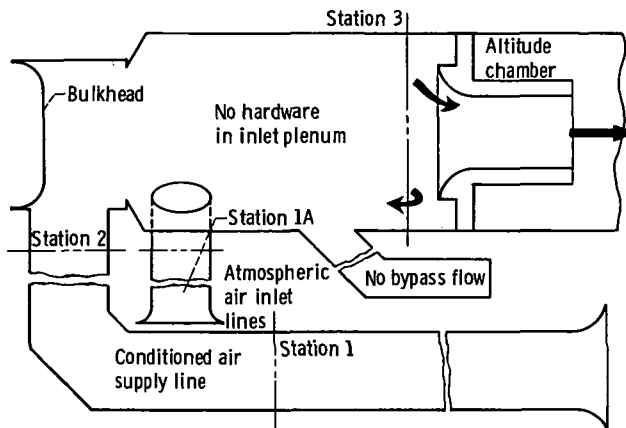 Station 3
Altitude
chamber
Bulkhead
No hardware
in inlet plenum
Station 1A
Station 2
Atmospheric
air inlet
lines
No bypass flow
Station 1
Conditioned air
supply line